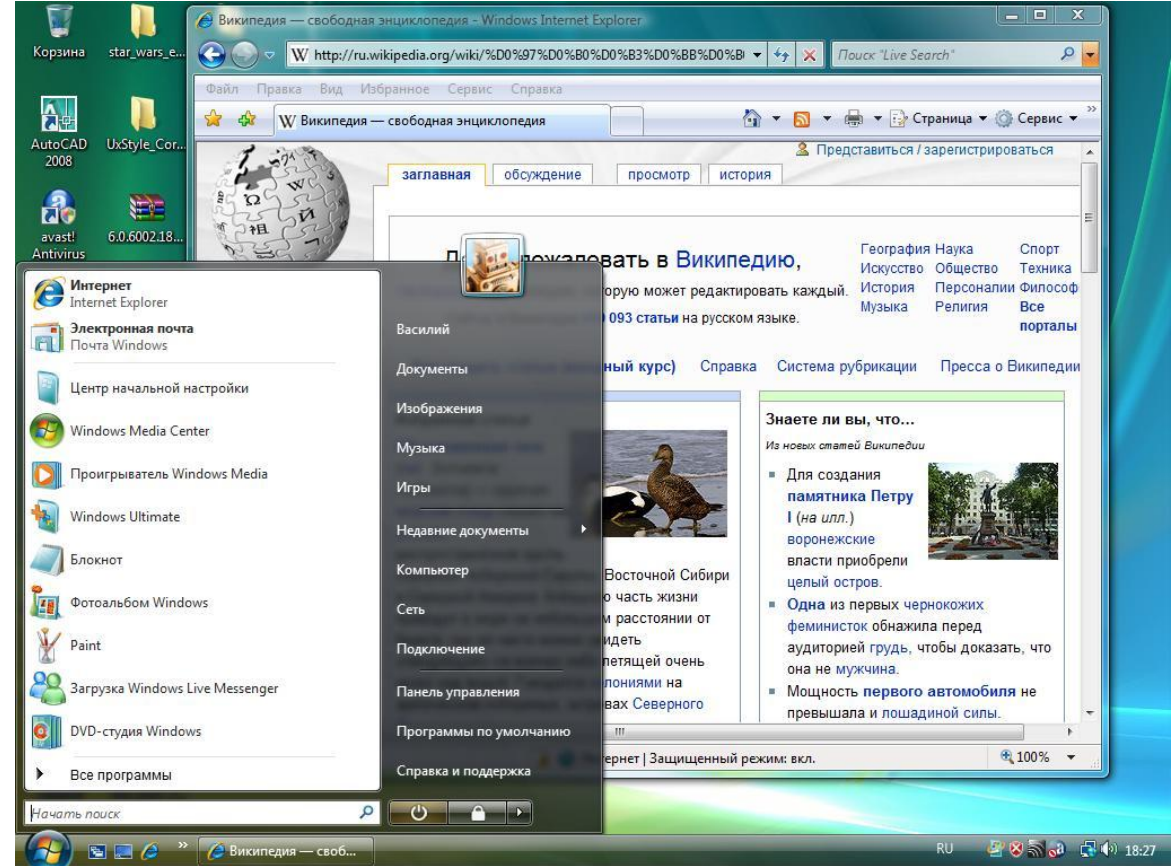 Корзина
star_wars_e...
AutoCAD
2008
UxStyle_Cor...
avast!
Antivirus
6.0.6002.18...
Википедия — свободная энциклопедия - Windows Internet Explorer
W http://ru.wikipedia.org/wiki/%D0%97%D0%B0%D0%B3%D0%BB%D0%B
Поиск "Live Search"
Файл Правка Вид Избранное Сервис Справка
W Википедия — свободная энциклопедия
Страница
Сервис
Представиться / зарегистрироваться
заглавная
обсуждение
просмотр
история
пожаловать в Википедию,
орую может редактировать каждый.
093 статьи на русском языке.
География Наука Спорт
Искусство Общество Техника
История Персоналии Философ
Музыка Религия Все
порталы
ный курс) Справка Система рубрикации Пресса о Википедии
Восточной Сибири
часть жизни
м расстоянии от
идеть
летящей очень
лониями на
вах Северного
Знаете ли вы, что...
Из новых статей Википедии
Для создания
памятника Петру
I (на илл.)
воронежские
власти приобрели
целый остров.
Одна из первых чернокожих
феминисток обнажила перед
аудиторией грудь, чтобы доказать, что
она не мужчина.
Мощность первого автомобиля не
превышала и лошадиной силы.
ернет | Защищенный режим: вкл.
100%
Интернет
Internet Explorer
Электронная почта
Почта Windows
Центр начальной настройки
Windows Media Center
Проигрыватель Windows Media
Windows Ultimate
Блокнот
Фотоальбом Windows
Paint
Загрузка Windows Live Messenger
DVD-студия Windows
Все программы
Начать поиск
Василий
Документы
Изображения
Музыка
Игры
Недавние документы
Компьютер
Сеть
Подключение
Панель управления
Программы по умолчанию
Справка и поддержка
Википедия — своб...
RU
18:27